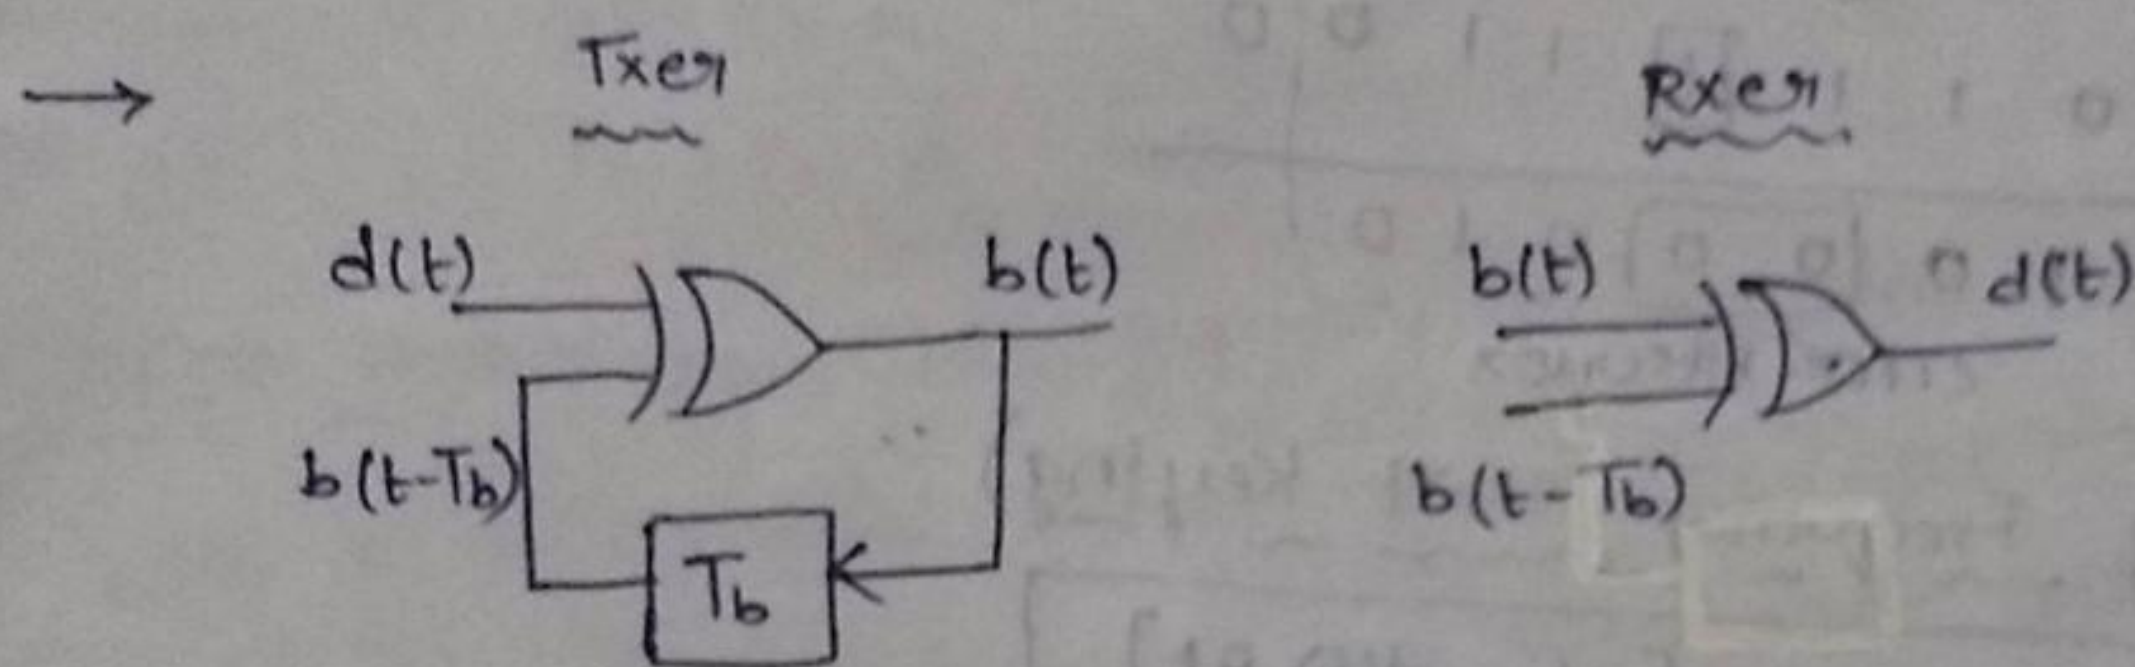 → Txer Rxer
d(t) b(t) b(t) d(t)
b(t-Tb) b(t-Tb)
Tb